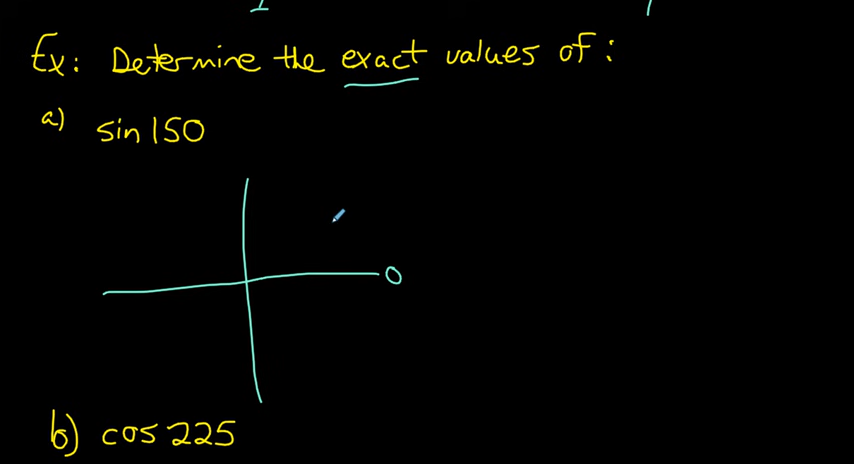 Ex: Determine the exact values of:
a) sin 150
0
b) cos 225